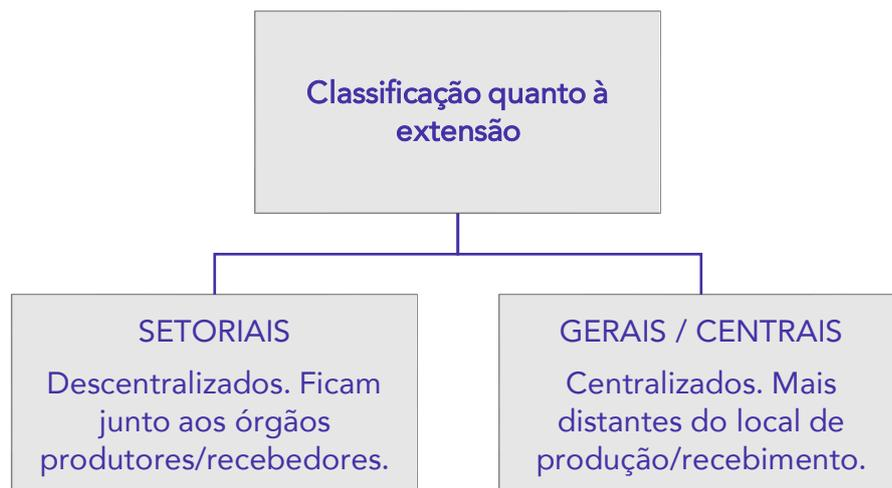 Classificação quanto à
extensão
SETORIAIS
Descentralizados. Ficam
junto aos órgãos
produtores/recebedores.
GERAIS / CENTRAIS
Centralizados. Mais
distantes do local de
produção/recebimento.